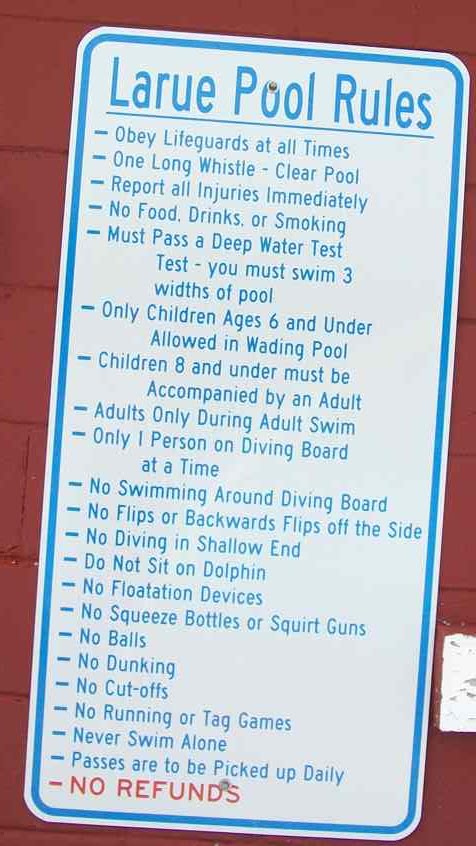 Larue Pool Rules
– Obey Lifeguards at all Times
– One Long Whistle - Clear Pool
– Report all Injuries Immediately
– No Food, Drinks, or Smoking
– Must Pass a Deep Water Test
Test - you must swim 3
widths of pool
– Only Children Ages 6 and Under
Allowed in Wading Pool
– Children 8 and under must be
Accompanied by an Adult
– Adults Only During Adult Swim
– Only 1 Person on Diving Board
at a Time
– No Swimming Around Diving Board
– No Flips or Backwards Flips off the Side
– No Diving in Shallow End
– Do Not Sit on Dolphin
– No Floatation Devices
– No Squeeze Bottles or Squirt Guns
– No Balls
– No Dunking
– No Cut-offs
– No Running or Tag Games
– Never Swim Alone
– Passes are to be Picked up Daily
– NO REFUNDS